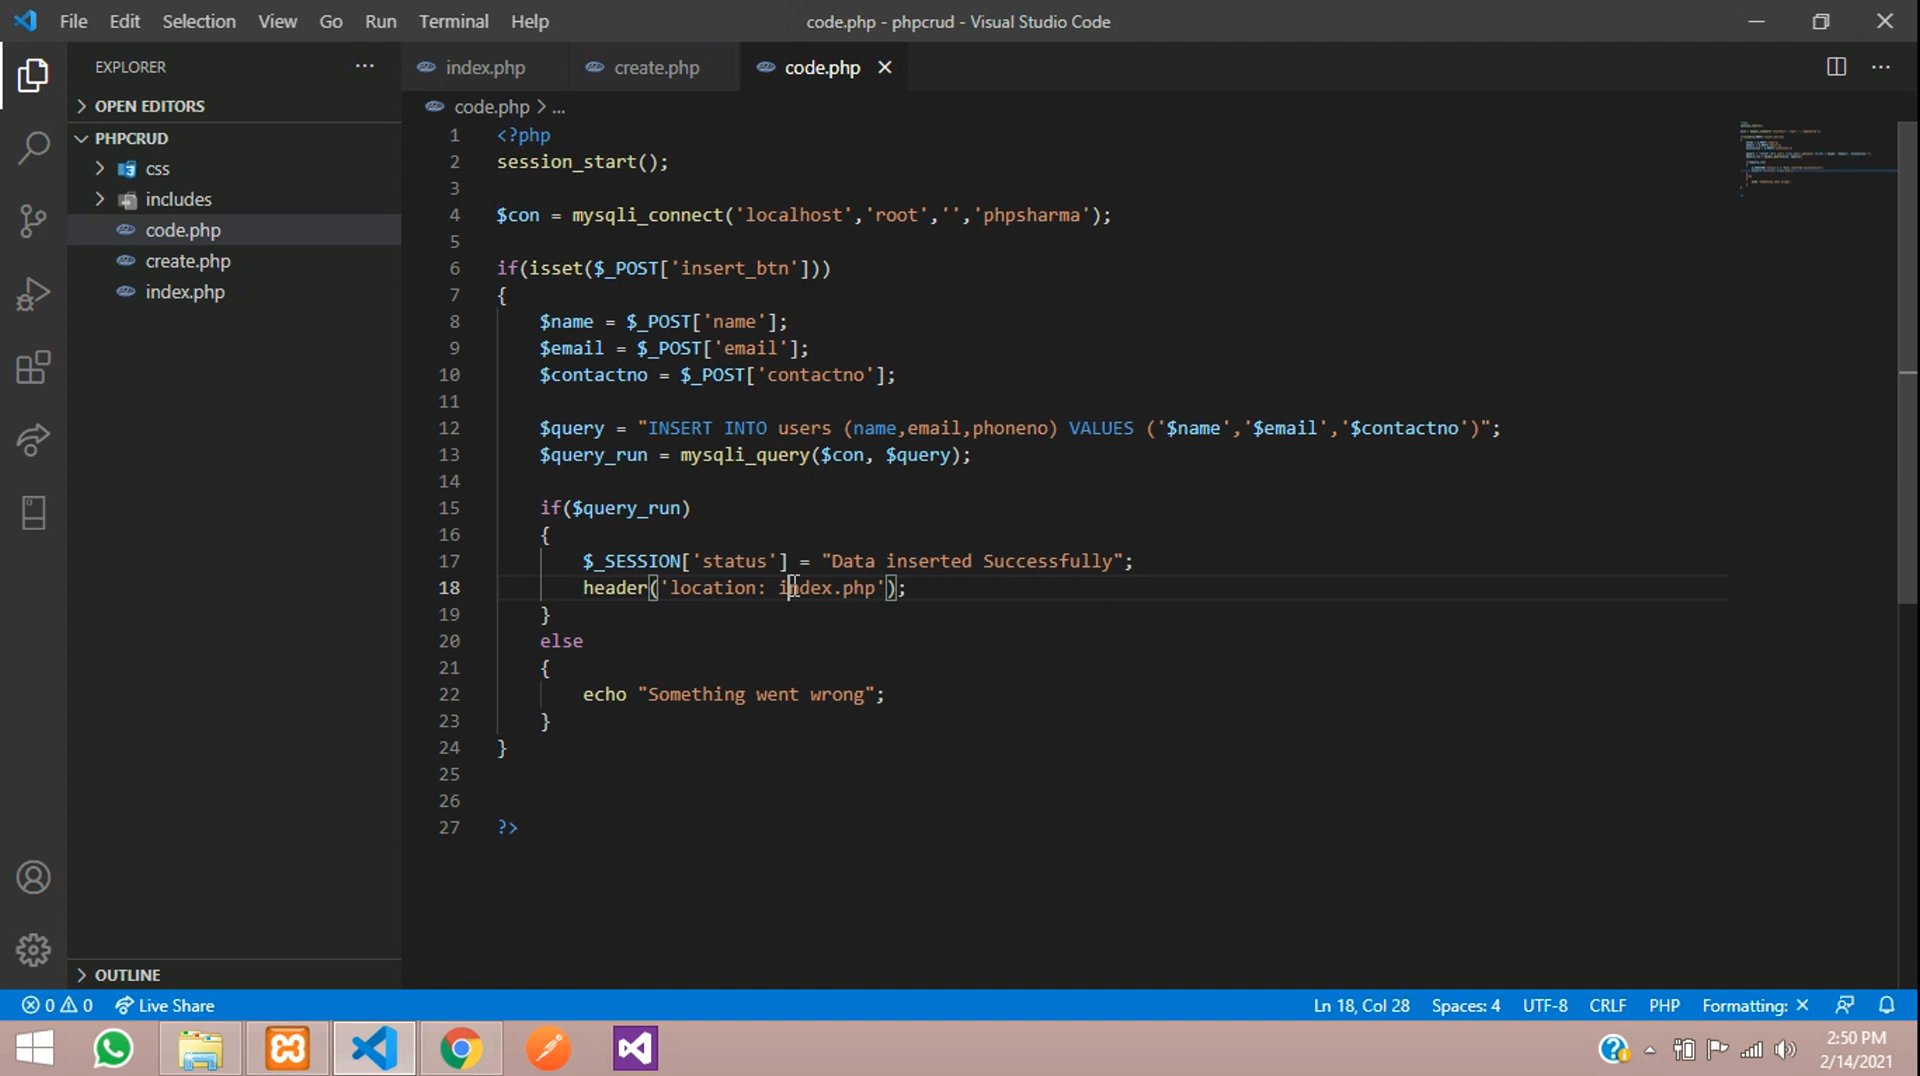 File Edit Selection View Go Run Terminal Help code.php - phpcrud - Visual Studio Code
EXPLORER
OPEN EDITORS
PHPCRUD
css
includes
code.php
create.php
index.php
OUTLINE
index.php create.php code.php
code.php > ...
1 <?php
2 session_start();
3
4 $con = mysqli_connect('localhost','root','','phpsharma');
5
6 if(isset($_POST['insert_btn']))
7 {
8 $name = $_POST['name'];
9 $email = $_POST['email'];
10 $contactno = $_POST['contactno'];
11
12 $query = "INSERT INTO users (name,email,phoneno) VALUES ('$name','$email','$contactno')";
13 $query_run = mysqli_query($con, $query);
14
15 if($query_run)
16 {
17 $_SESSION['status'] = "Data inserted Successfully";
18 header('location: index.php');
19 }
20 else
21 {
22 echo "Something went wrong";
23 }
24 }
25
26
27 ?>
0 0 Live Share Ln 18, Col 28 Spaces: 4 UTF-8 CRLF PHP Formatting: ×
2:50 PM
2/14/2021